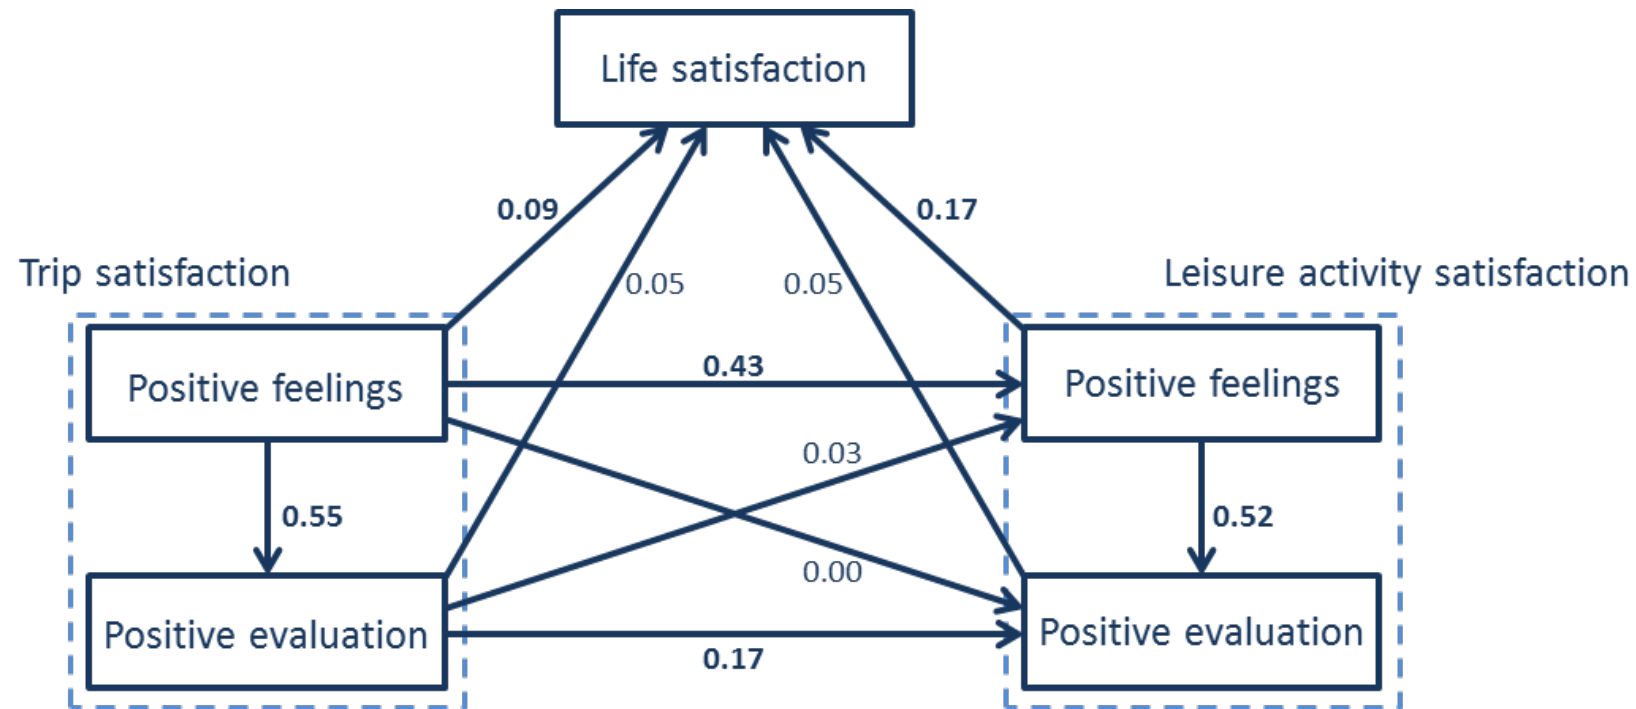 Life satisfaction
0.09
0.17
Trip satisfaction
Leisure activity satisfaction
0.05
0.05
Positive feelings
0.43
Positive feelings
0.03
0.55
0.52
0.00
Positive evaluation
0.17
Positive evaluation